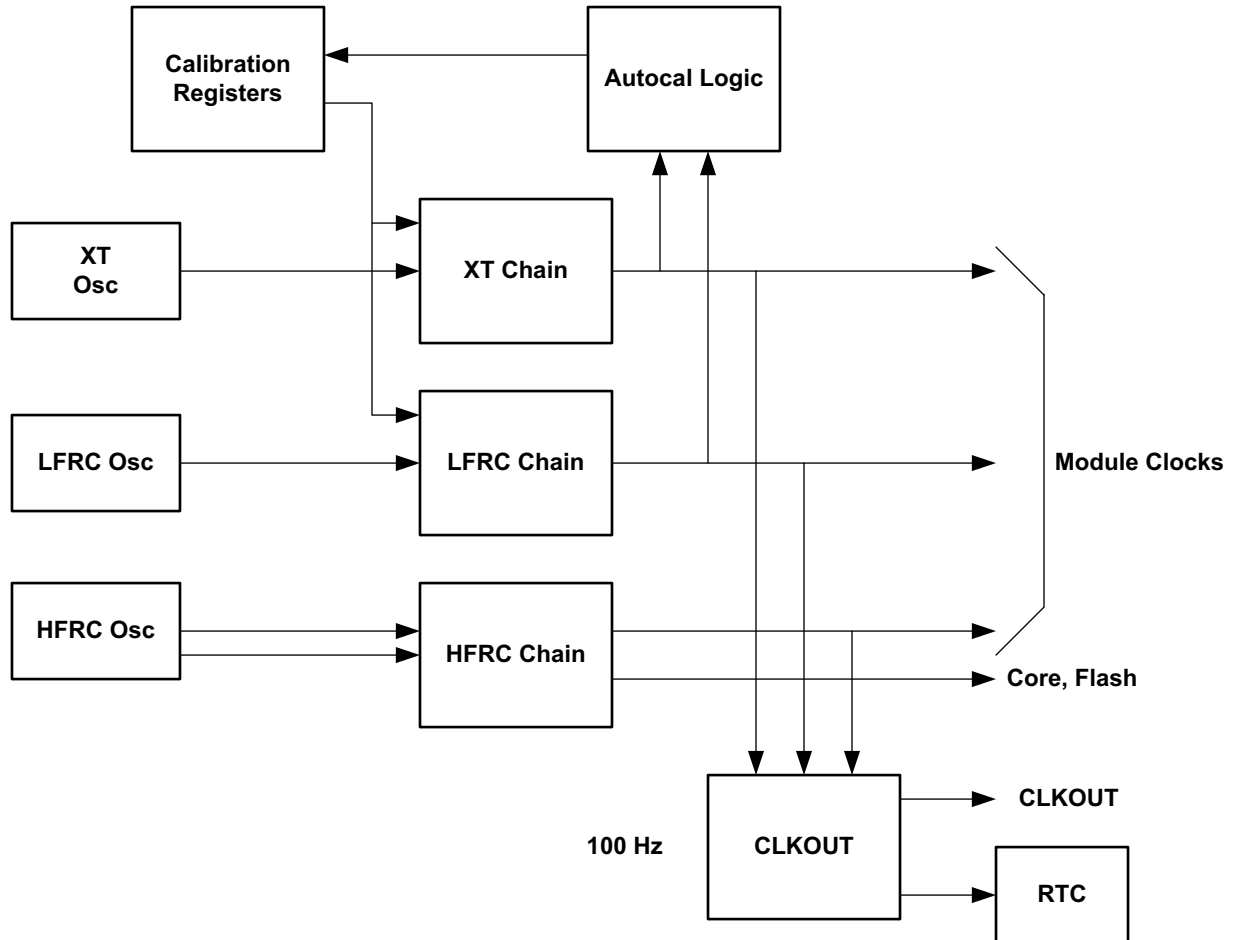 Calibration
Registers
Autocal Logic
XT
Osc
XT Chain
LFRC Osc
LFRC Chain
Module Clocks
HFRC Osc
HFRC Chain
Core, Flash
CLKOUT
100 Hz
CLKOUT
RTC